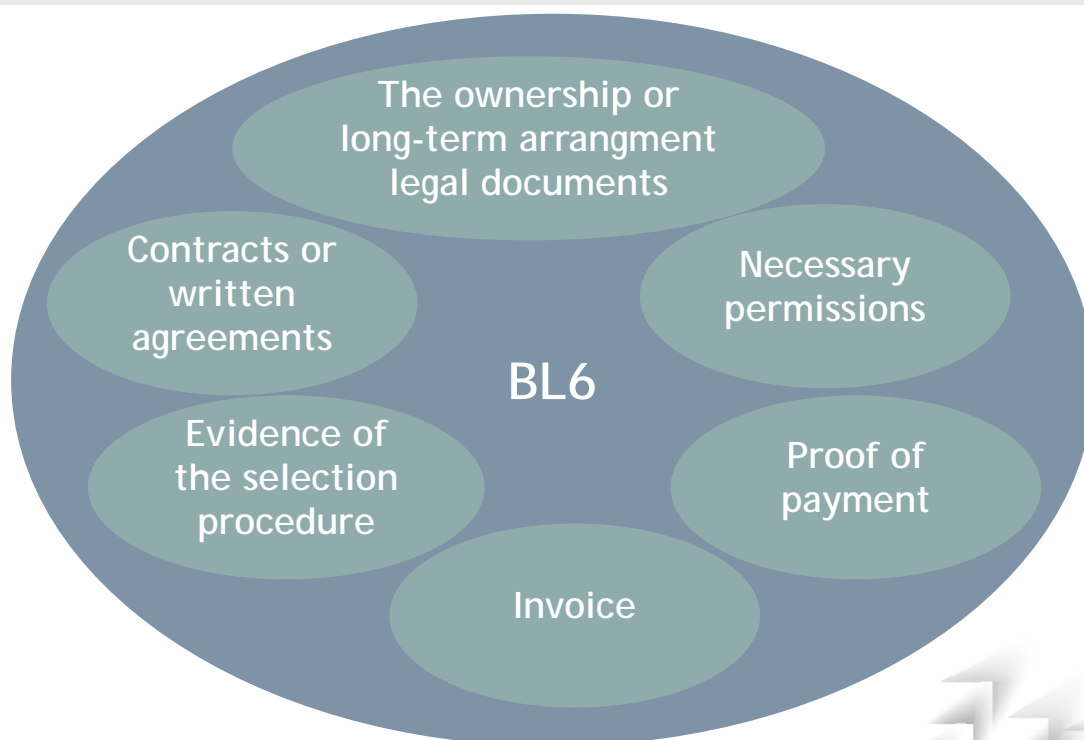 The ownership or
long-term arrangment
legal documents
Contracts or
written
agreements
Necessary
permissions
BL6
Evidence of
the selection
procedure
Proof of
payment
Invoice